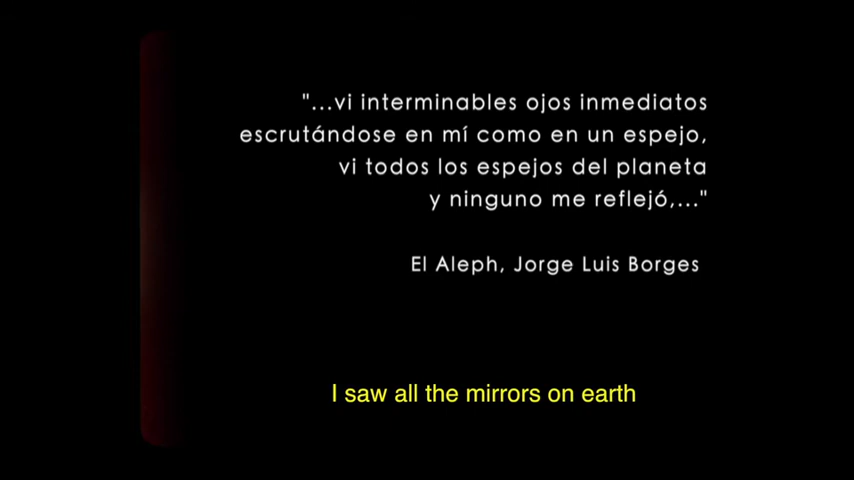 "...vi interminables ojos inmediatos
escrutándose en mí como en un espejo,
vi todos los espejos del planeta
y ninguno me reflejó,..."
El Aleph, Jorge Luis Borges
I saw all the mirrors on earth